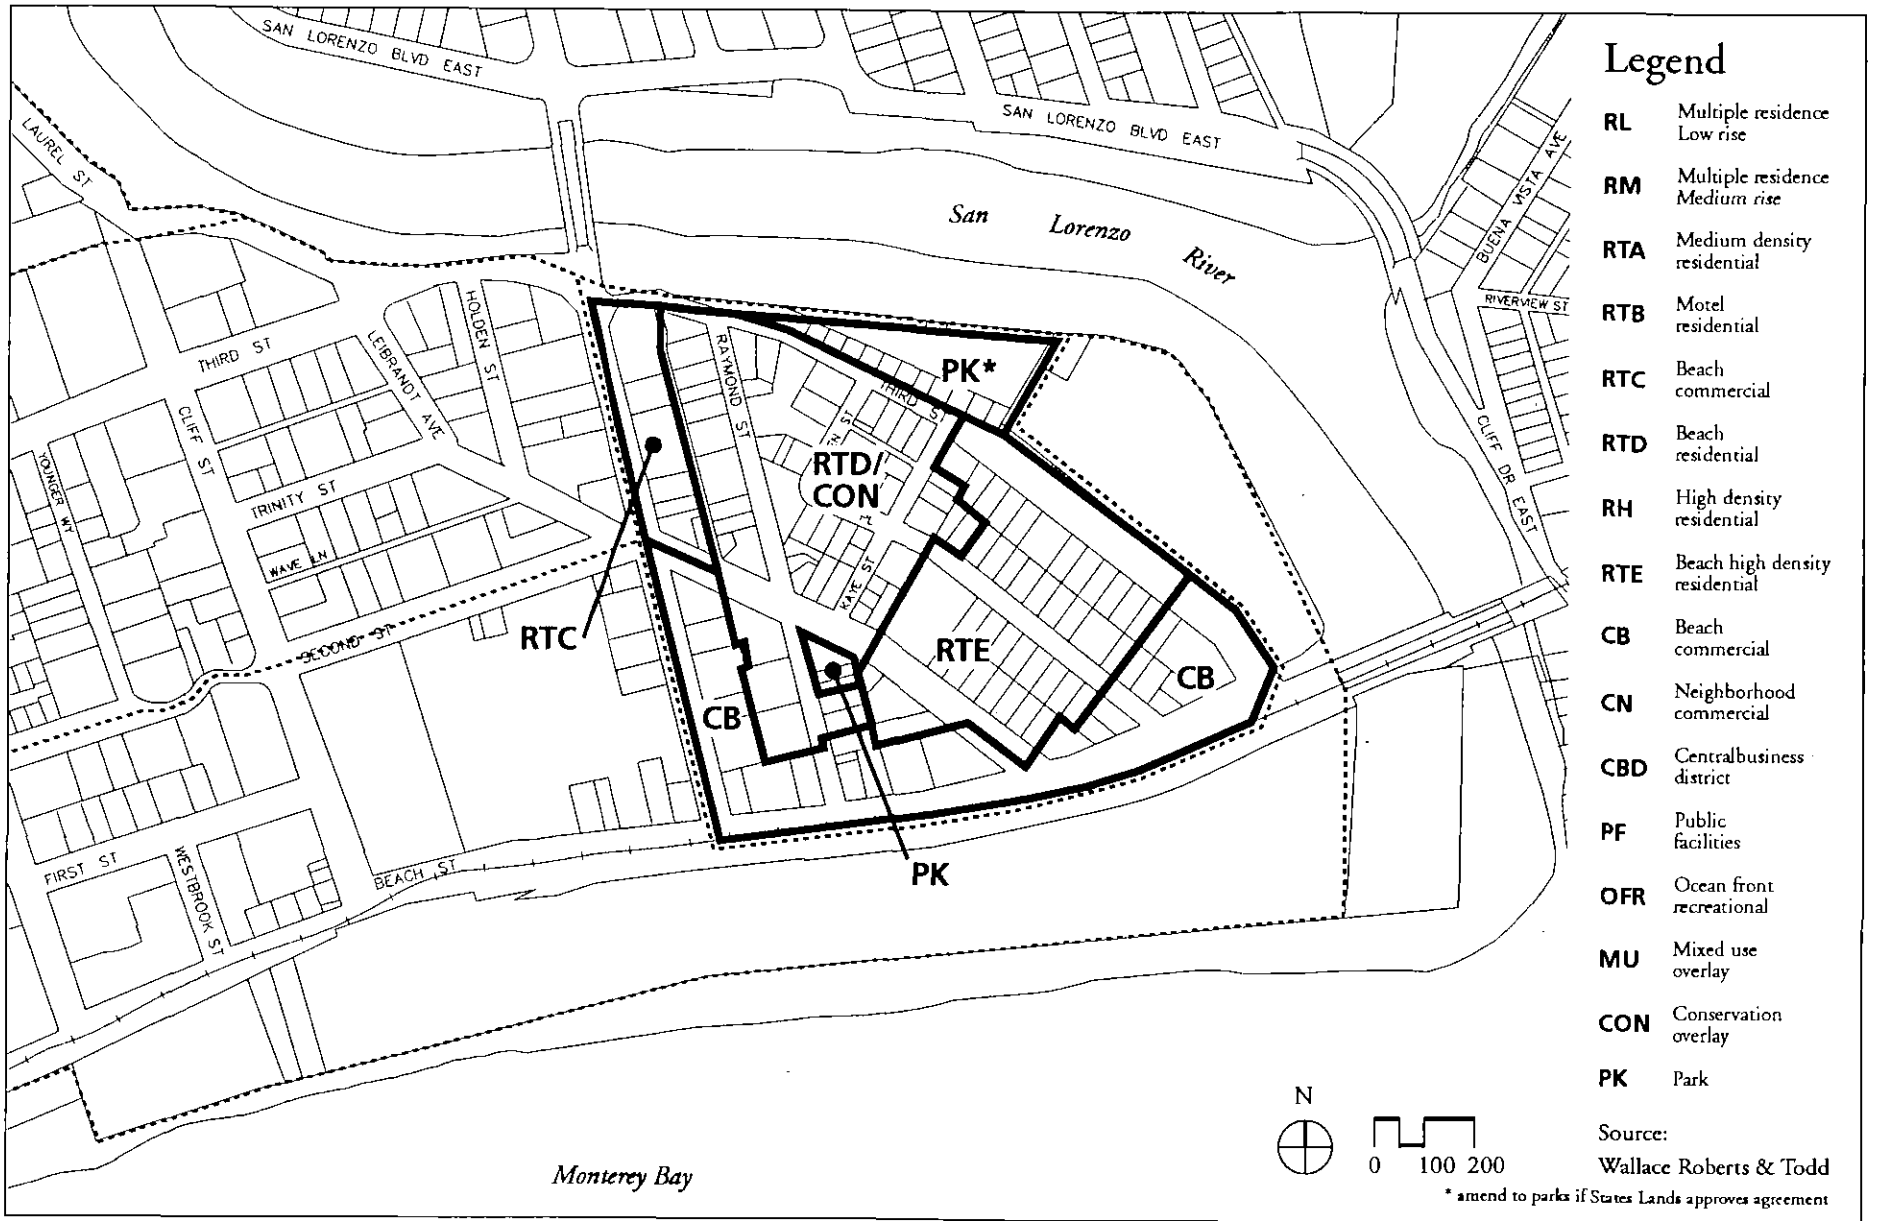 SAN LORENZO BLVD EAST
SAN LORENZO BLVD EAST
LAUREL ST
San Lorenzo River
BUENA VISTA AVE
RIVERVIEW ST
HOLDEN ST
LEIBRANDT AVE
THIRD ST
RAYMOND ST
PK*
THIRD S
CLIFF ST
EN ST
RTD/
CON
PL
CLIFF DR EAST
YOUNGER WY
TRINITY ST
WAVE LN
KAYE ST
SECOND ST
RTC
RTE
CB
CB
PK
FIRST ST
WESTBROOK ST
BEACH ST
Monterey Bay
N
0 100 200
Legend
RL Multiple residence
Low rise
RM Multiple residence
Medium rise
RTA Medium density
residential
RTB Motel
residential
RTC Beach
commercial
RTD Beach
residential
RH High density
residential
RTE Beach high density
residential
CB Beach
commercial
CN Neighborhood
commercial
CBD Centralbusiness
district
PF Public
facilities
OFR Ocean front
recreational
MU Mixed use
overlay
CON Conservation
overlay
PK Park
Source:
Wallace Roberts & Todd
* amend to parks if States Lands approves agreement